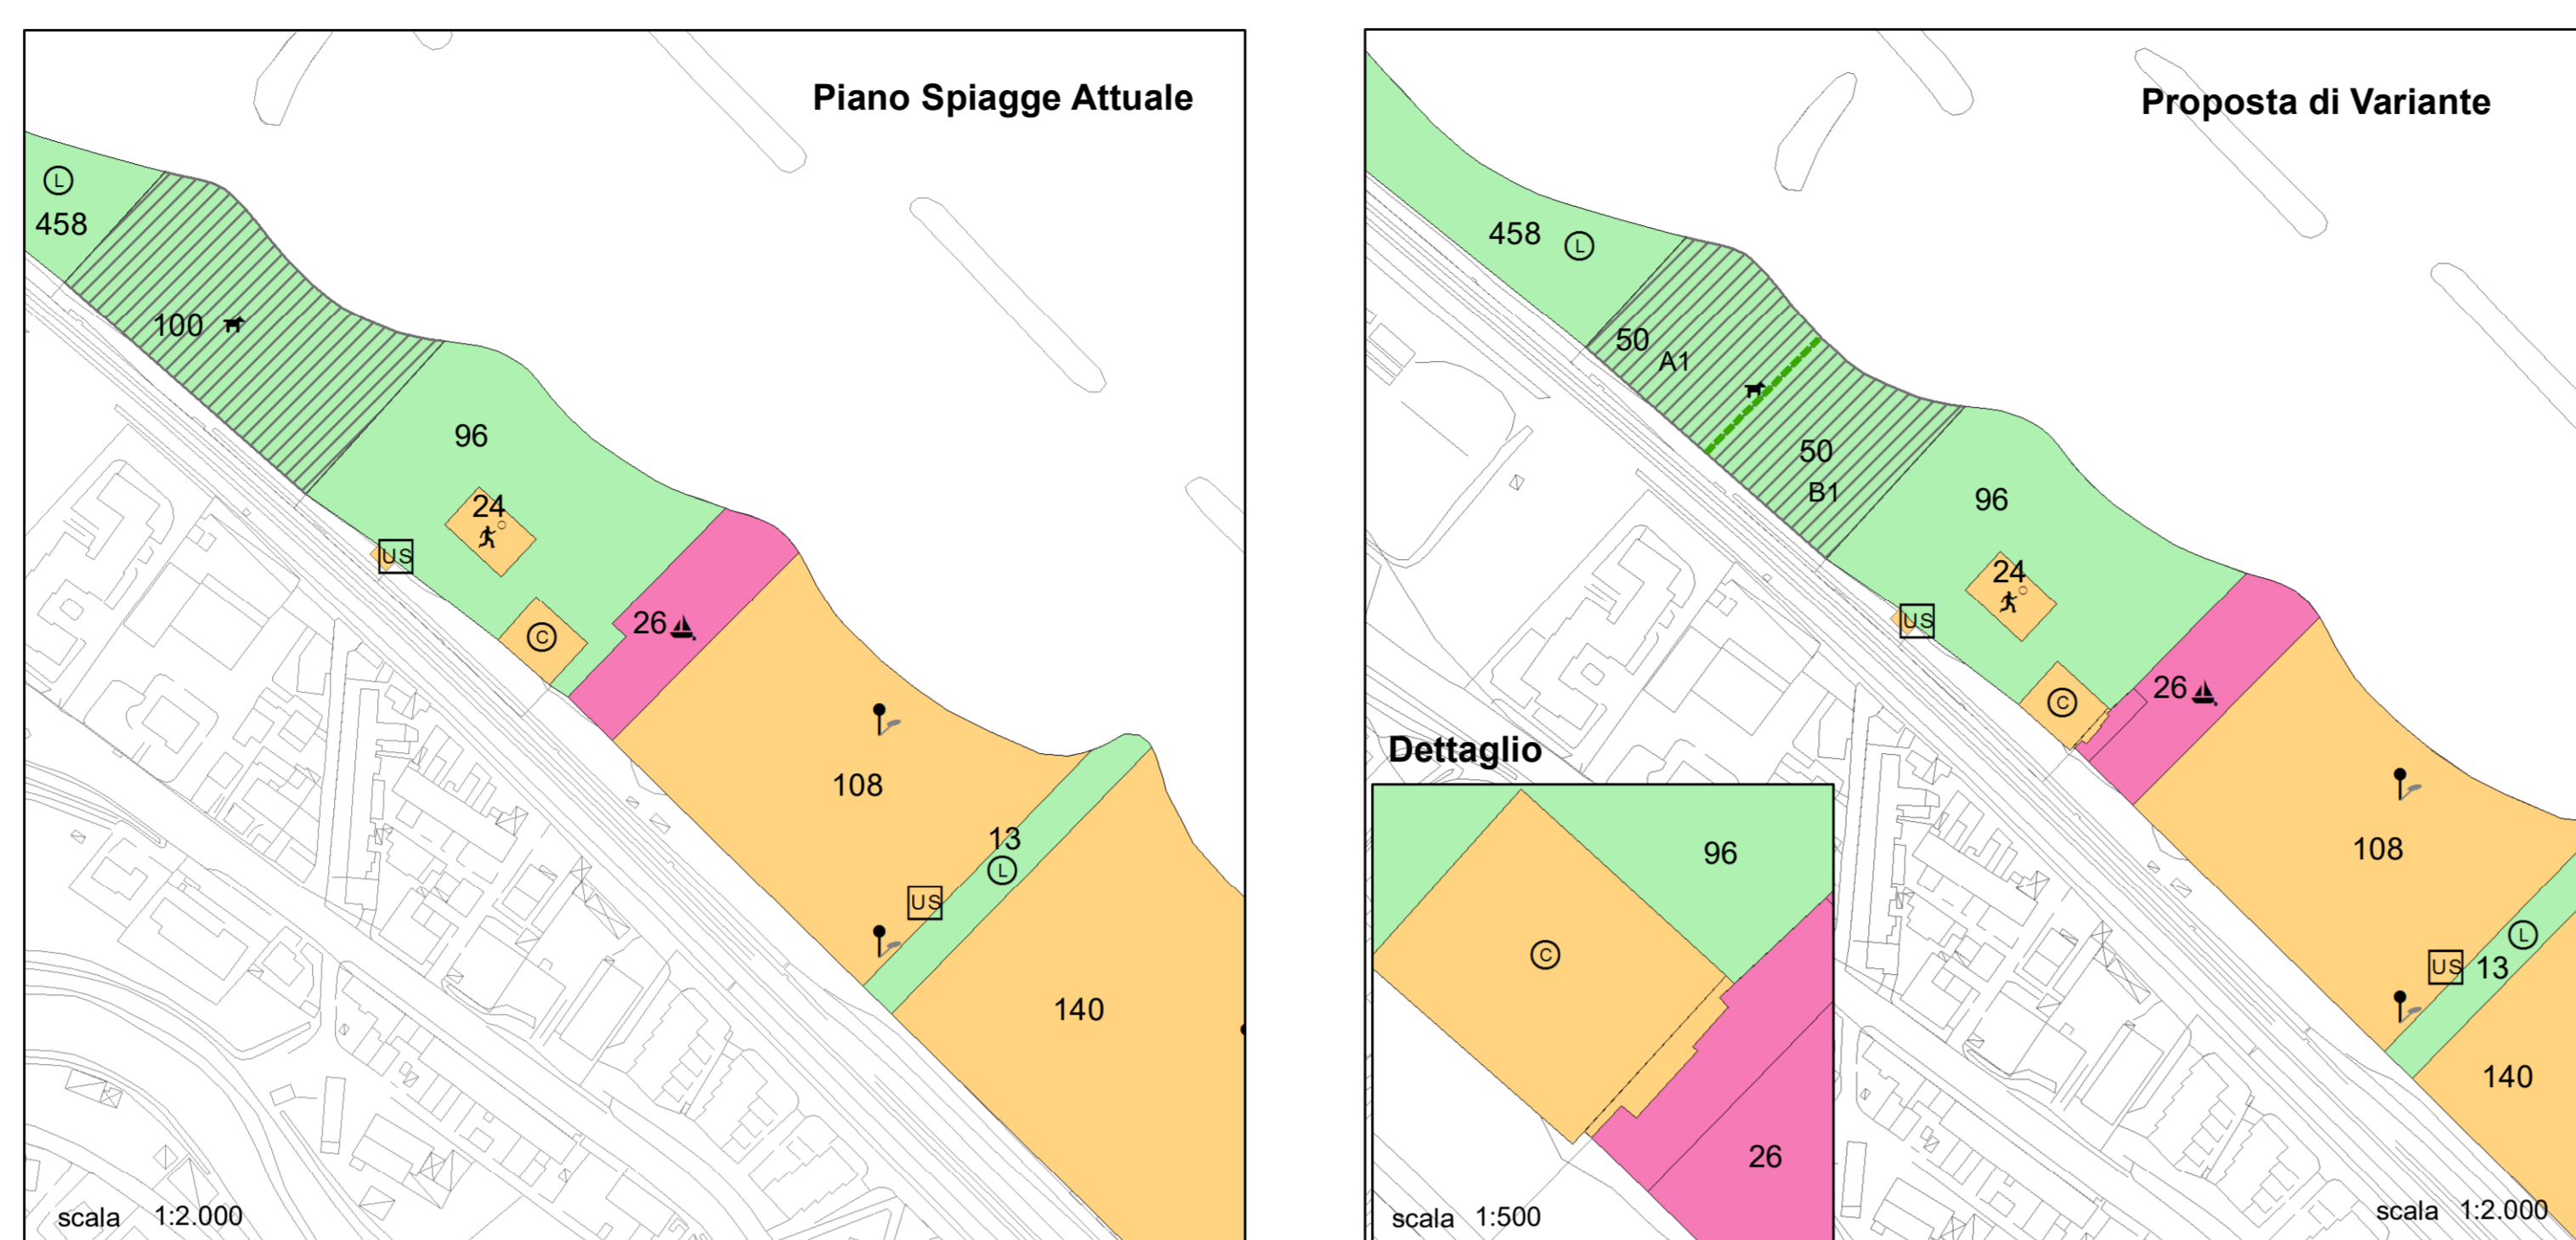 Piano Spiagge Attuale
L
458
100
96
24
US
C
26
108
13
L
US
140
scala 1:2.000
Proposta di Variante
458 L
50
A1
50
B1
96
24
US
C
26
108
L
US 13
140
scala 1:2.000
Dettaglio
96
C
26
scala 1:500